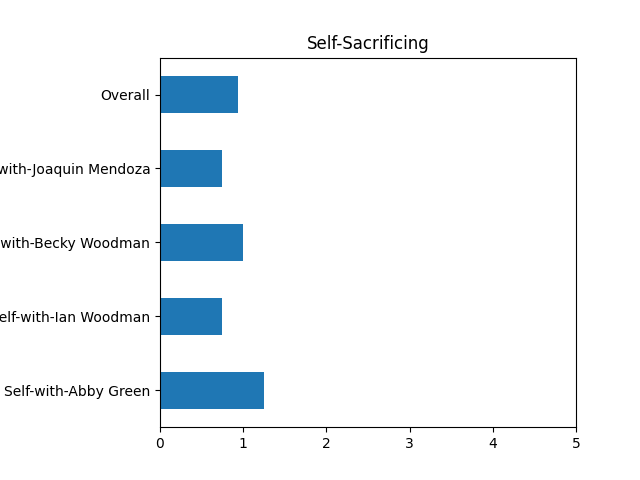 Self-Sacrificing
Overall
with-Joaquin Mendoza
with-Becky Woodman
elf-with-Ian Woodman
Self-with-Abby Green
0 1 2 3 4 5